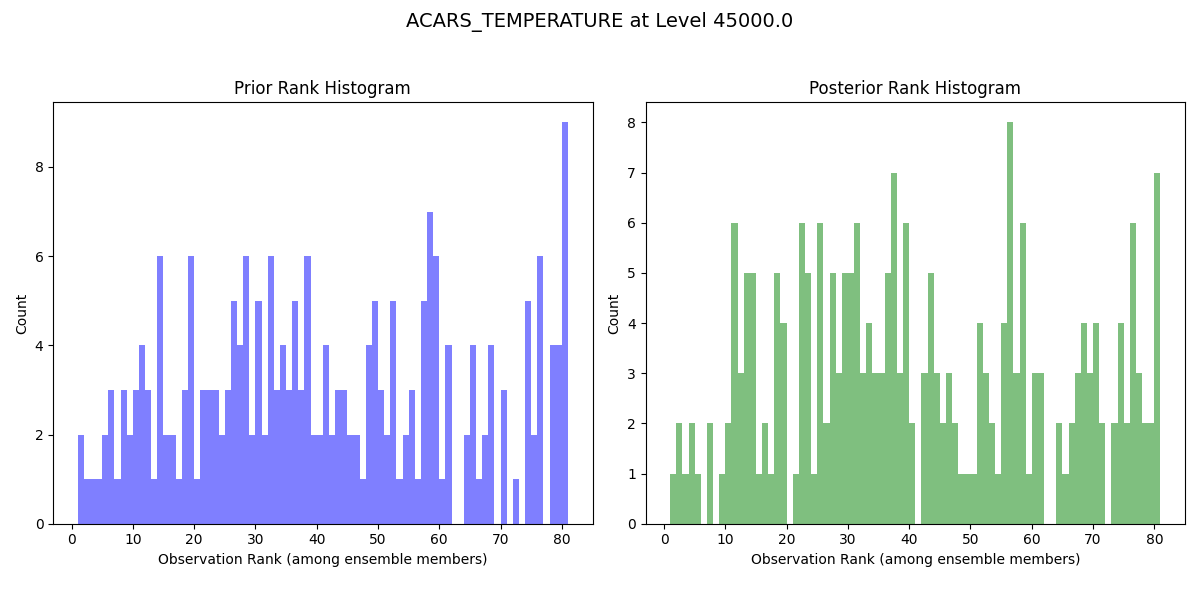 ACARS_TEMPERATURE at Level 45000.0
Prior Rank Histogram
Count
8
6
4
2
0
0 10 20 30 40 50 60 70 80
Observation Rank (among ensemble members)
Posterior Rank Histogram
Count
8
7
6
5
4
3
2
1
0
0 10 20 30 40 50 60 70 80
Observation Rank (among ensemble members)